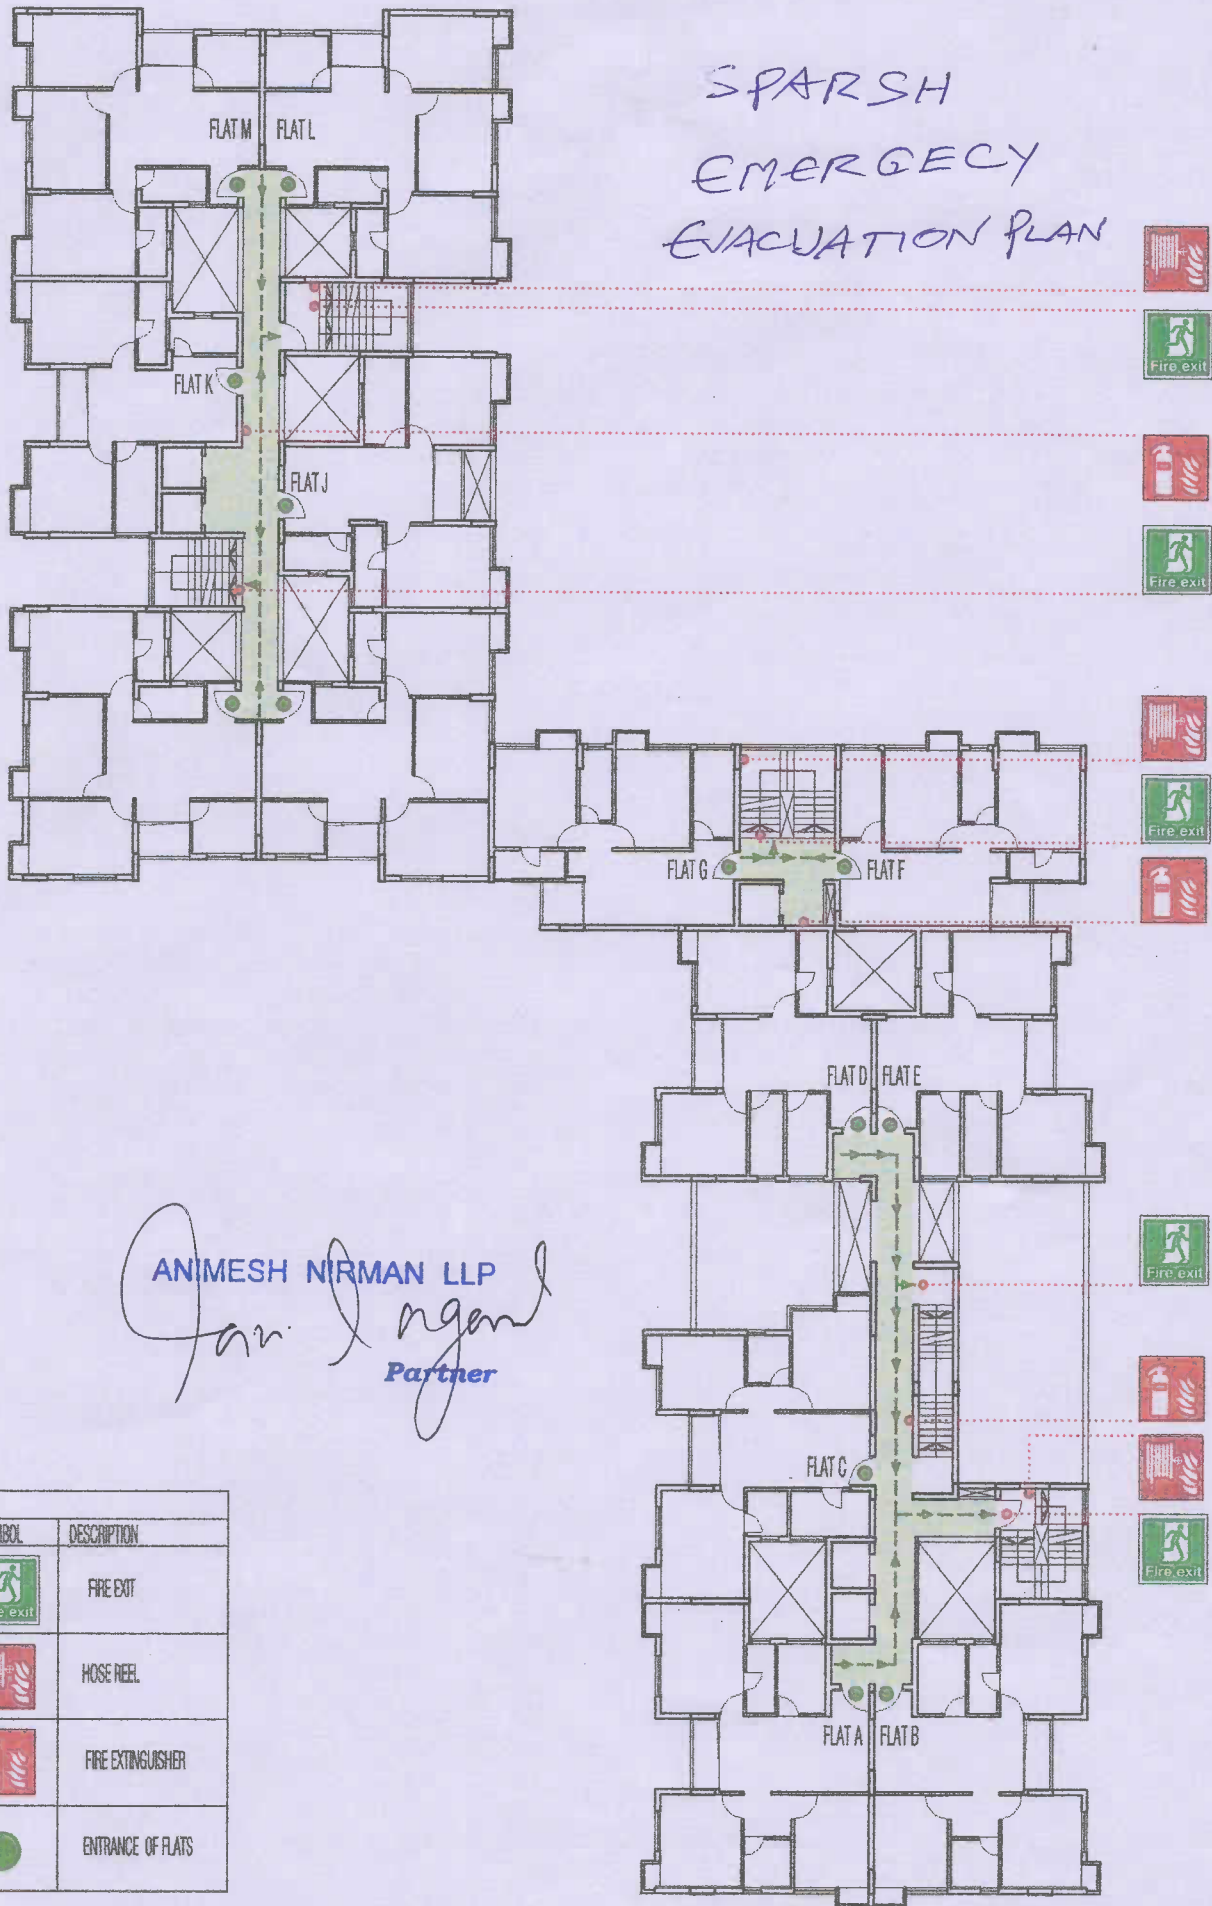 SPARSH
EMERGECY
EVACUATION PLAN
FLAT M
FLAT L
Fire exit
FLAT K
FLAT J
Fire exit
Fire exit
FLAT G
FLAT F
FLAT D
FLAT E
Fire exit
ANIMESH NIRMAN LLP
Partner
FLAT C
Fire exit
FLAT A
FLAT B
BOL
DESCRIPTION
e exit
FIRE EXIT
HOSE REEL
FIRE EXTINGUISHER
ENTRANCE OF FLATS